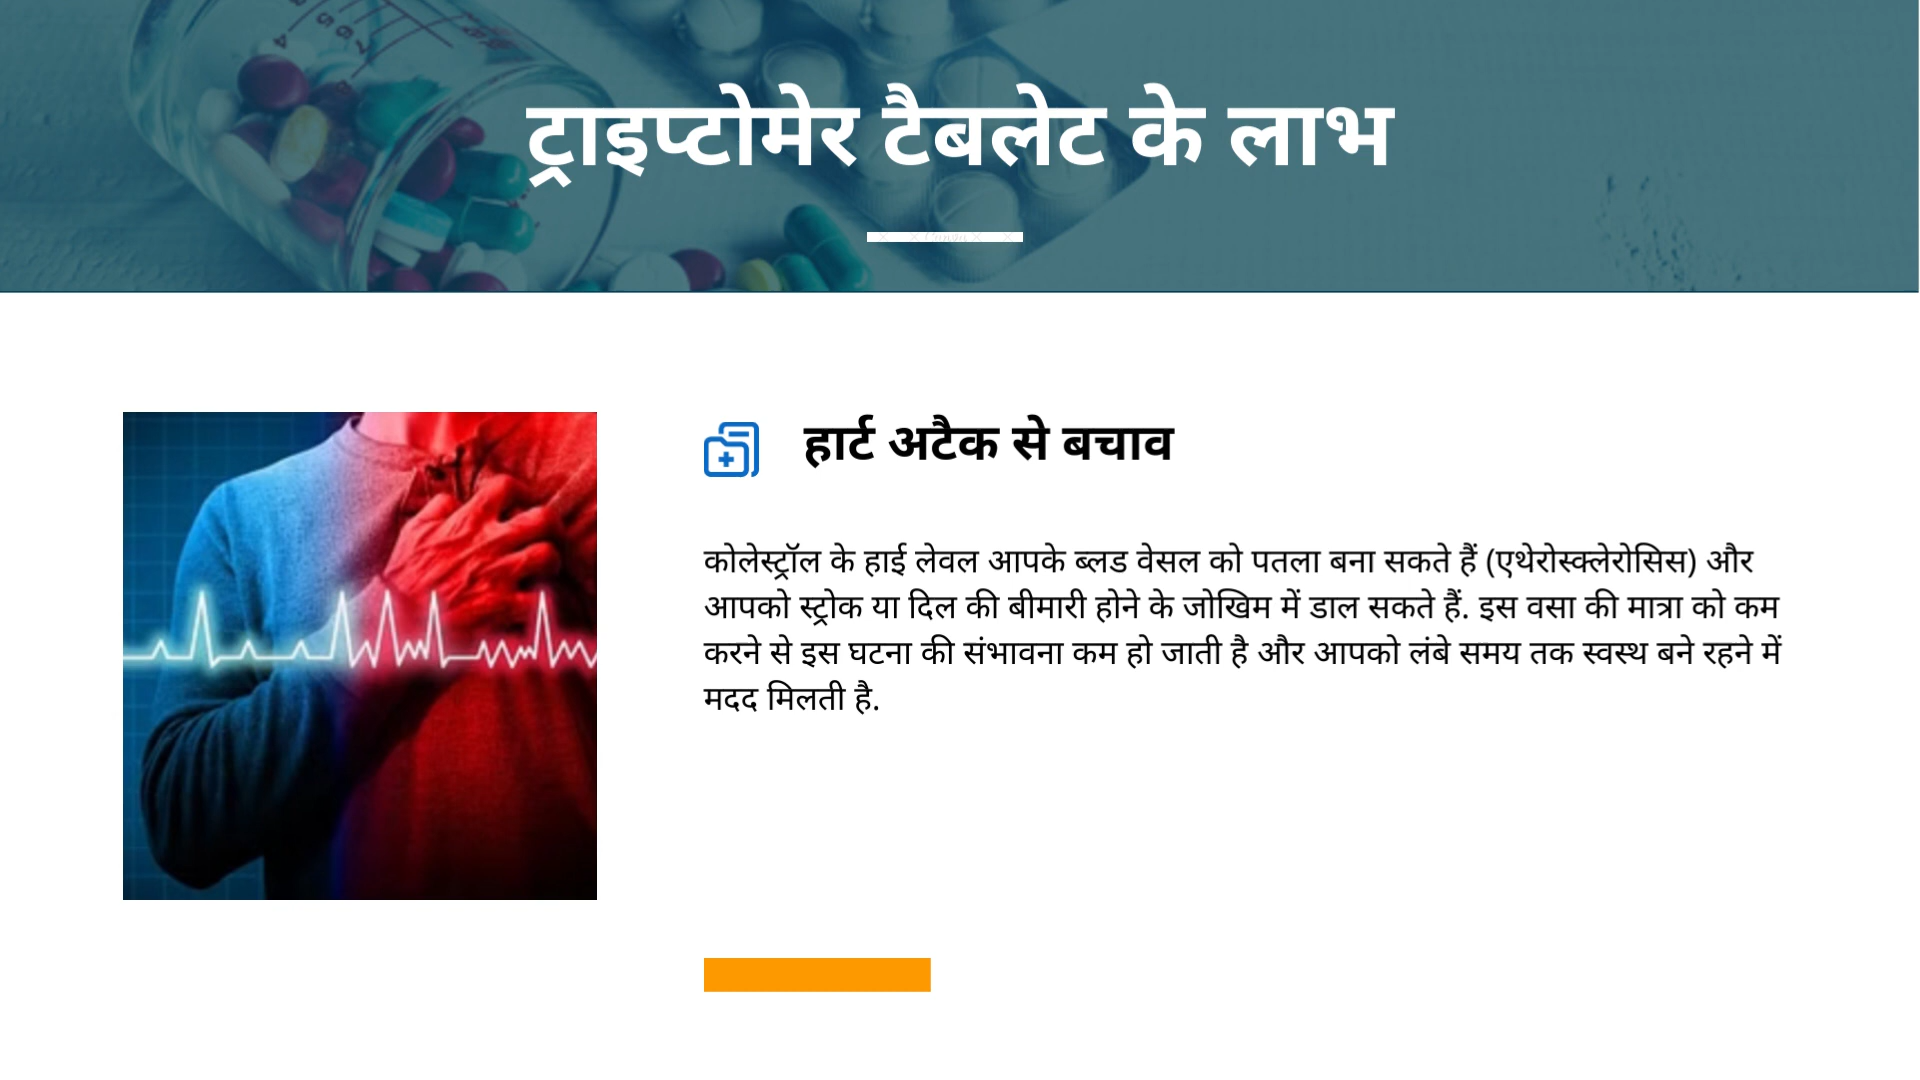 ट्राइप्टोमेर टैबलेट के लाभ
हार्ट अटैक से बचाव
कोलेस्ट्रॉल के हाई लेवल आपके ब्लड वेसल को पतला बना सकते हैं (एथेरोस्क्लेरोसिस) और
आपको स्ट्रोक या दिल की बीमारी होने के जोखिम में डाल सकते हैं. इस वसा की मात्रा को कम
करने से इस घटना की संभावना कम हो जाती है और आपको लंबे समय तक स्वस्थ बने रहने में
मदद मिलती है.